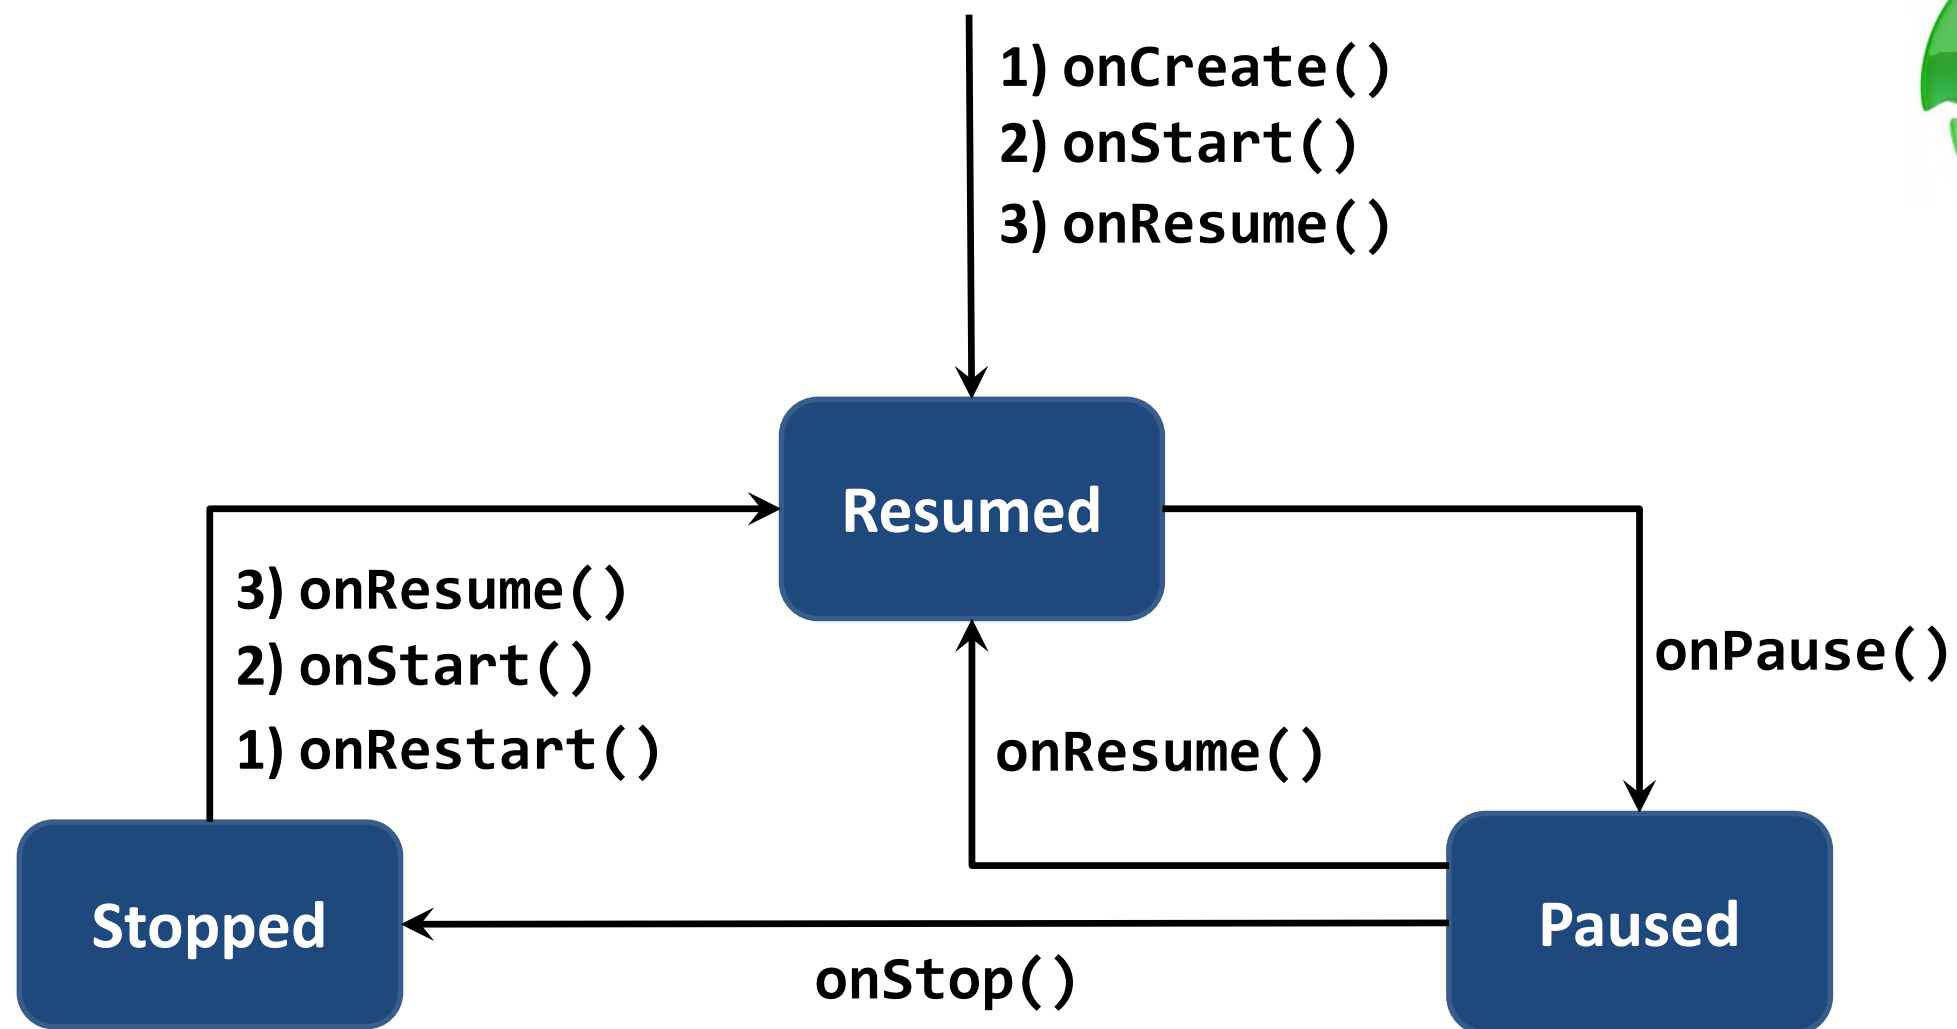 1) onCreate()
2) onStart()
3) onResume()
Resumed
3) onResume()
2) onStart()
1) onRestart()
onPause()
onResume()
Stopped
Paused
onStop()